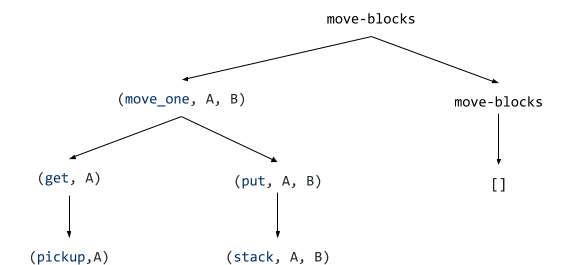 move-blocks
(move_one, A, B)
move-blocks
(get, A)
(put, A, B)
[]
(pickup,A)
(stack, A, B)